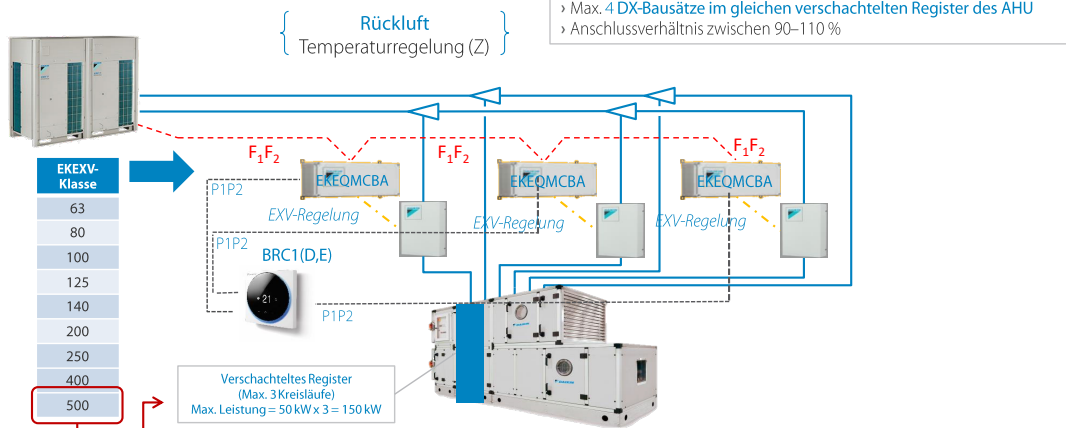 › Max. 4 DX-Bausätze im gleichen verschachtelten Register des AHU
› Anschlussverhältnis zwischen 90–110 %
Rückluft
Temperaturregelung (Z)
F₁F₂
F₁F₂
F₁F₂
EKEXV-
Klasse
63
80
100
125
140
200
250
400
500
EKEQMCBA
EKEQMCBA
EKEQMCBA
P1P2
EXV-Regelung
EXV-Regelung
EXV-Regelung
P1P2
BRC1(D,E)
21
P1P2
Verschachteltes Register
(Max. 3 Kreisläufe)
Max. Leistung = 50 kW x 3 = 150 kW